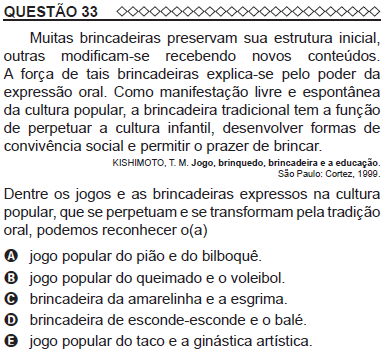 QUESTÃO 33
Muitas brincadeiras preservam sua estrutura inicial,
outras modificam-se recebendo novos conteúdos.
A força de tais brincadeiras explica-se pelo poder da
expressão oral. Como manifestação livre e espontânea
da cultura popular, a brincadeira tradicional tem a função
de perpetuar a cultura infantil, desenvolver formas de
convivência social e permitir o prazer de brincar.
KISHIMOTO, T. M. Jogo, brinquedo, brincadeira e a educação.
São Paulo: Cortez, 1999.
Dentre os jogos e as brincadeiras expressos na cultura
popular, que se perpetuam e se transformam pela tradição
oral, podemos reconhecer o(a)
A jogo popular do pião e do bilboquê.
B jogo popular do queimado e o voleibol.
C brincadeira da amarelinha e a esgrima.
D brincadeira de esconde-esconde e o balé.
E jogo popular do taco e a ginástica artística.